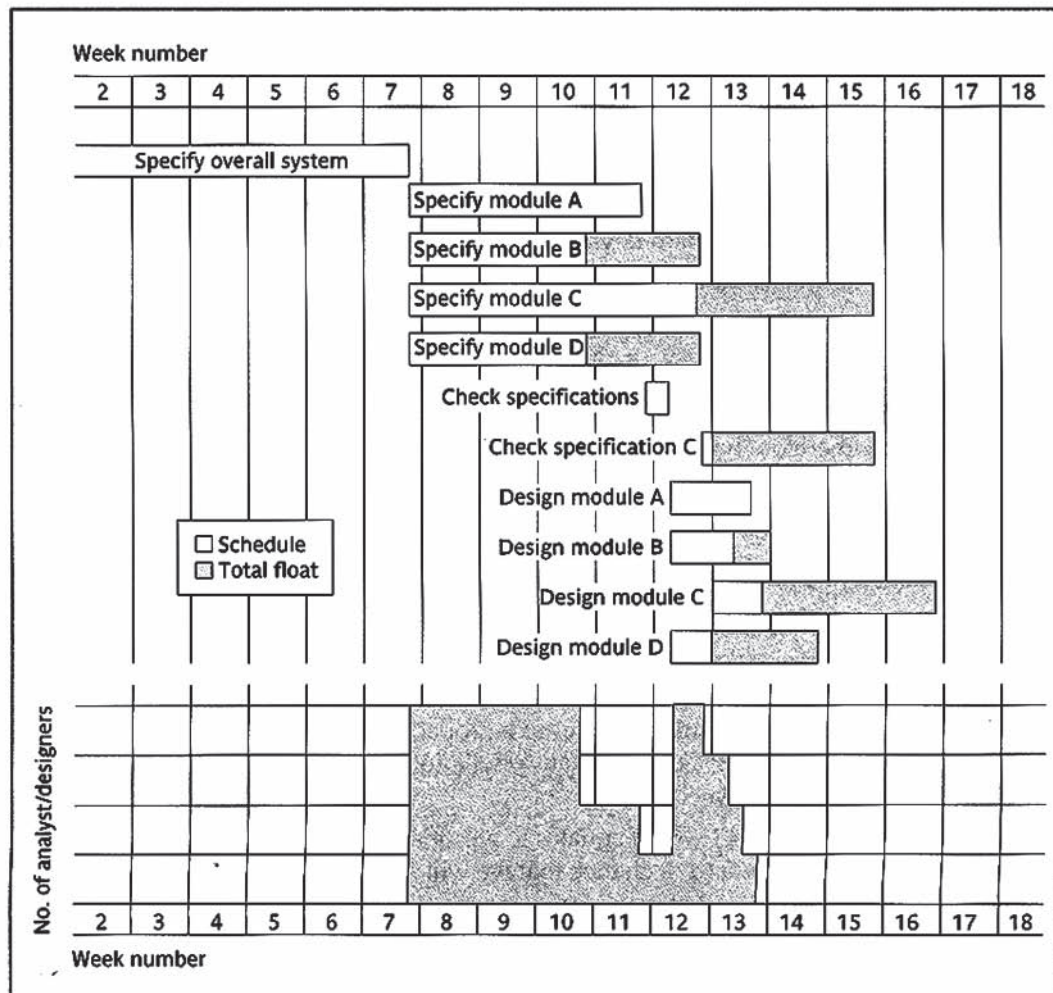 Week number
2 3 4 5 6 7 8 9 10 11 12 13 14 15 16 17 18
Specify overall system
Specify module A
Specify module B
Specify module C
Specify module D
Check specifications
Check specification C
Design module A
Design module B
Design module C
Design module D
Schedule
Total float
No. of analyst/designers
2 3 4 5 6 7 8 9 10 11 12 13 14 15 16 17 18
Week number